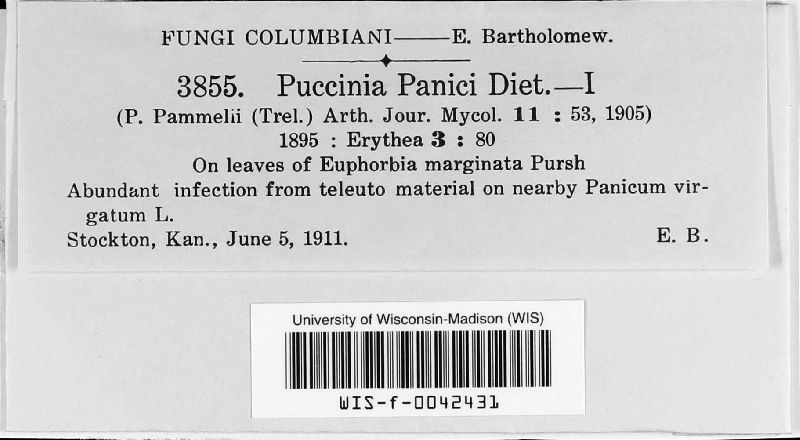 FUNGI COLUMBIANI——E. Bartholomew.
3855. Puccinia Panici Diet.—I
(P. Pammelii (Trel.) Arth. Jour. Mycol. 11 : 53, 1905)
1895 : Erythea 3 : 80
On leaves of Euphorbia marginata Pursh
Abundant infection from teleuto material on nearby Panicum vir-
gatum L.
Stockton, Kan., June 5, 1911. E. B.
University of Wisconsin-Madison (WIS)
WIS-f-0042431